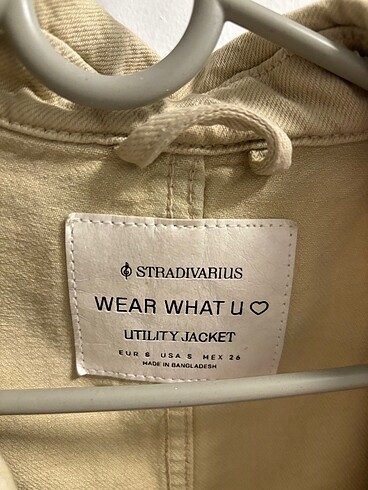 STRADIVARIUS
WEAR WHAT U ♡
UTILITY JACKET
EUR S USA S MEX 26
MADE IN BANGLADESH